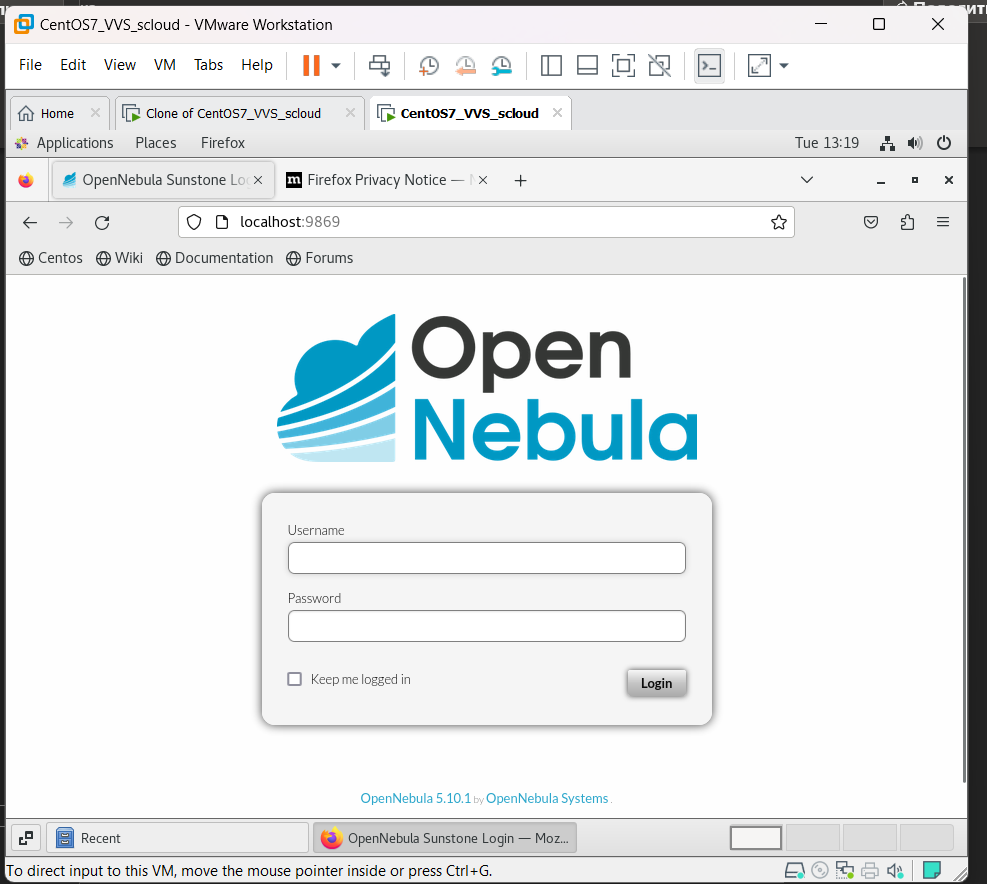 CentOS7_VVS_scloud - VMware Workstation
File Edit View VM Tabs Help
Home Clone of CentOS7_VVS_scloud CentOS7_VVS_scloud
Applications Places Firefox Tue 13:19
OpenNebula Sunstone Lo Firefox Privacy Notice —
localhost:9869
Centos Wiki Documentation Forums
Open
Nebula
Username
Password
Keep me logged in Login
OpenNebula 5.10.1 by OpenNebula Systems .
Recent OpenNebula Sunstone Login — Moz...
To direct input to this VM, move the mouse pointer inside or press Ctrl+G.